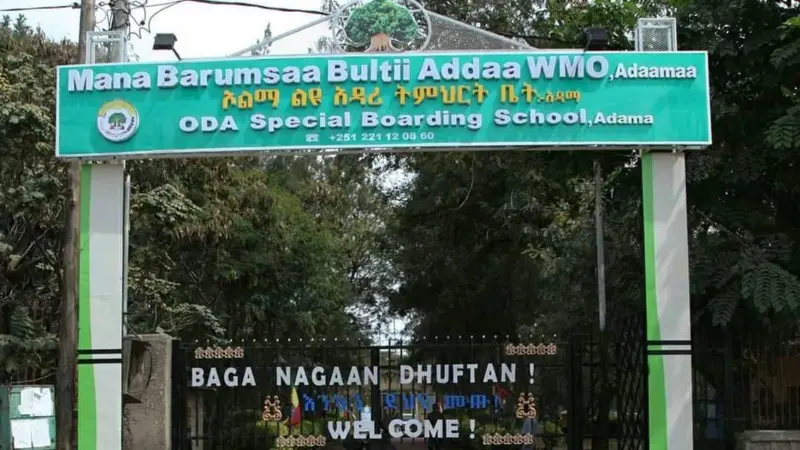 Mana Barumsaa Bultii Addaa WMO, Adaamaa
ኦልማ ልዩ አዳሪ ትምህርት ቤት-አዳማ
ODA Special Boarding School, Adama
☏ +251 221 12 08 60
BAGA NAGAAN DHUFTAN !
እንኳን ደህና መጡ !
WELCOME !